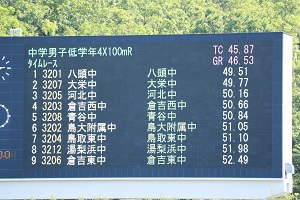 中学男子低学年4X100mR TC 45.87
タイムレース GR 46.53
1 3201 八頭中 八頭中 49.51
2 3207 大栄中 大栄中 49.77
3 3205 河北中 河北中 50.16
4 3203 倉吉西中 倉吉西中 50.66
5 3208 青谷中 青谷中 50.84
6 3202 鳥大附属中 鳥大附属中 51.05
7 3204 鳥取東中 鳥取東中 51.10
8 3212 湯梨浜中 湯梨浜中 51.98
9 3206 倉吉東中 倉吉東中 52.49